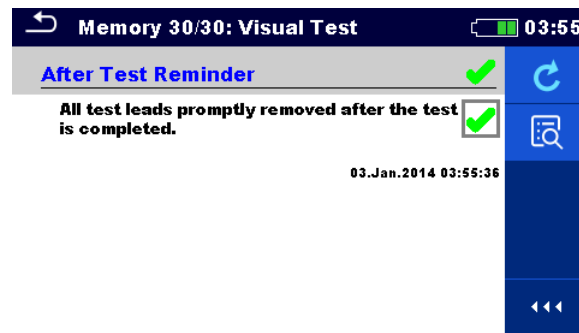 Memory 30/30: Visual Test
03:55
After Test Reminder
All test leads promptly removed after the test
is completed.
03.Jan.2014 03:55:36